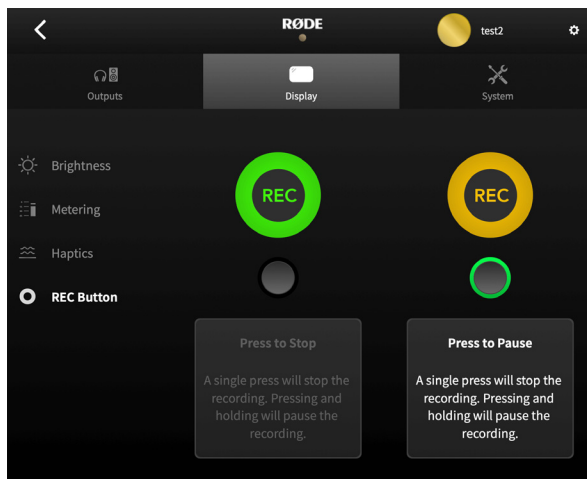 RØDE
test2
Outputs
Display
System
Brightness
Metering
Haptics
REC Button
REC
REC
Press to Stop
A single press will stop the
recording. Pressing and
holding will pause the
recording.
Press to Pause
A single press will stop the
recording. Pressing and
holding will pause the
recording.